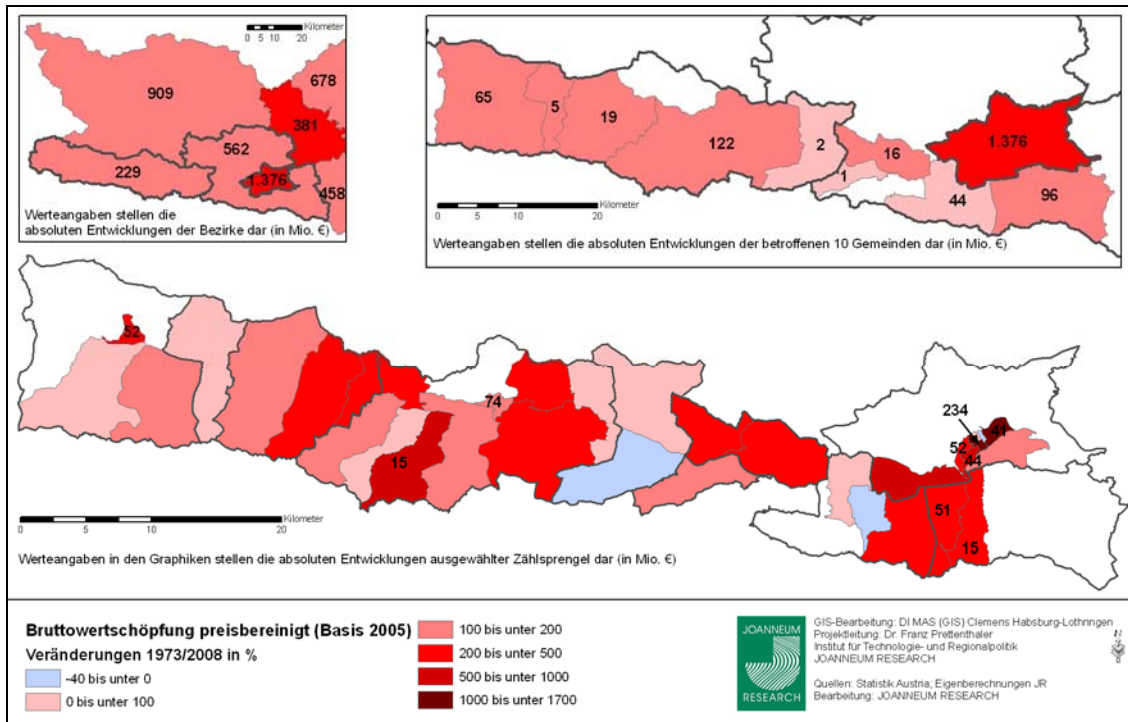 Kilometer
0 5 10 20
909
678
381
562
229
1.376
458
Werteangaben stellen die
absoluten Entwicklungen der Bezirke dar (in Mio. €)
65
5
19
122
2
16
1
1.376
44
96
Kilometer
0 5 10 20
Werteangaben stellen die absoluten Entwicklungen der betroffenen 10 Gemeinden dar (in Mio. €)
52
74
15
234
41
52
44
51
15
Kilometer
0 5 10 20
Werteangaben in den Graphiken stellen die absoluten Entwicklungen ausgewählter Zählsprengel dar (in Mio. €)
Bruttowertschöpfung preisbereinigt (Basis 2005)
Veränderungen 1973/2008 in %
-40 bis unter 0
0 bis unter 100
100 bis unter 200
200 bis unter 500
500 bis unter 1000
1000 bis unter 1700
JOANNEUM
RESEARCH
GIS-Bearbeitung: DI MAS (GIS) Clemens Habsburg-Lothringen
Projektleitung: Dr. Franz Prettenthaler
Institut für Technologie- und Regionalpolitik
JOANNEUM RESEARCH
Quellen: Statistik Austria; Eigenberechnungen JR
Bearbeitung: JOANNEUM RESEARCH
N